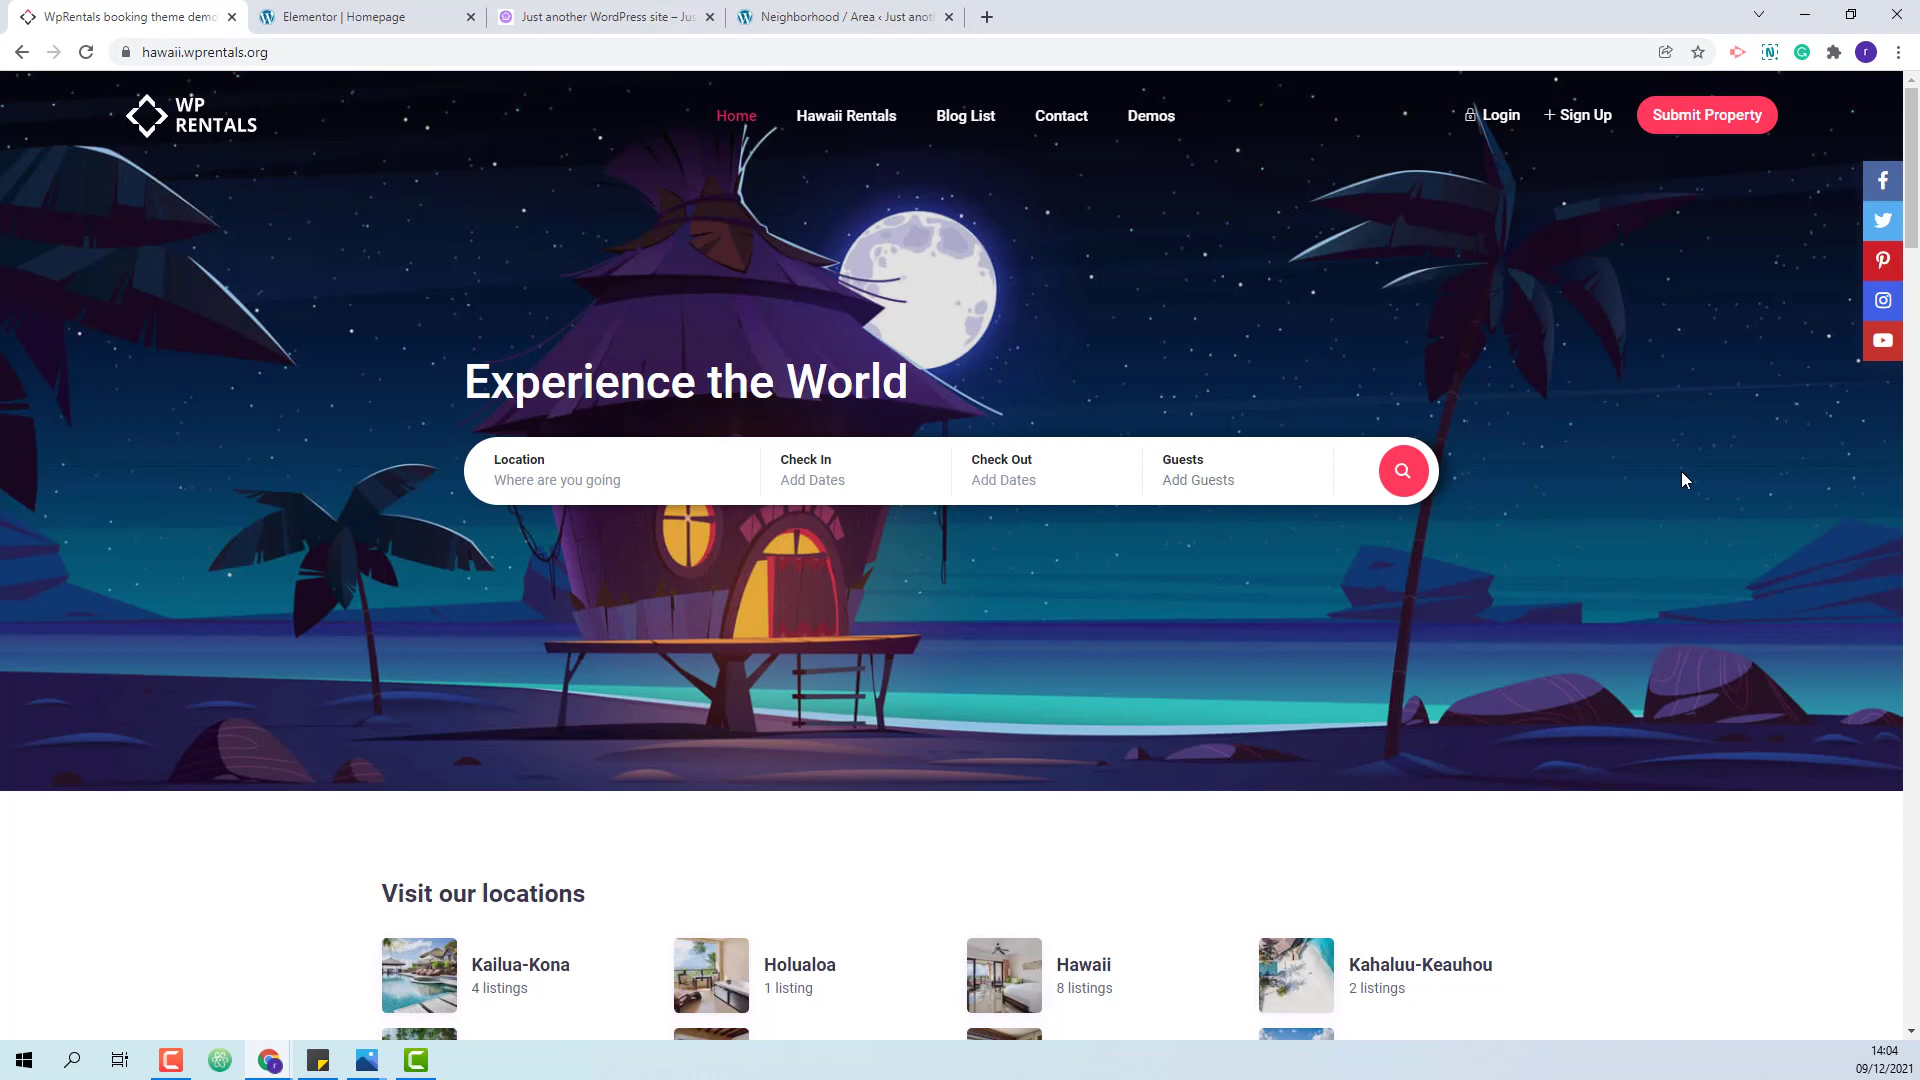 WpRentals booking theme demo
Elementor | Homepage
Just another WordPress site – Jus
Neighborhood / Area ‹ Just anot
hawaii.wprentals.org
WP
RENTALS
Home
Hawaii Rentals
Blog List
Contact
Demos
Login
+ Sign Up
Submit Property
Experience the World
Location
Where are you going
Check In
Add Dates
Check Out
Add Dates
Guests
Add Guests
Visit our locations
Kailua-Kona
4 listings
Holualoa
1 listing
Hawaii
8 listings
Kahaluu-Keauhou
2 listings
14:04
09/12/2021